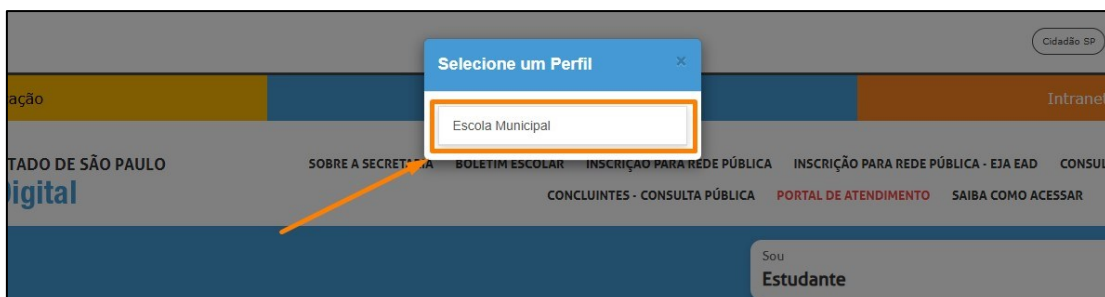 Cidadão SP
Selecione um Perfil
×
ação
Intranet
Escola Municipal
TADO DE SÃO PAULO
SOBRE A SECRETARIA BOLETIM ESCOLAR INSCRIÇÃO PARA REDE PÚBLICA INSCRIÇÃO PARA REDE PÚBLICA - EJA EAD CONSUL
Digital
CONCLUINTES - CONSULTA PÚBLICA PORTAL DE ATENDIMENTO SAIBA COMO ACESSAR
Sou
Estudante